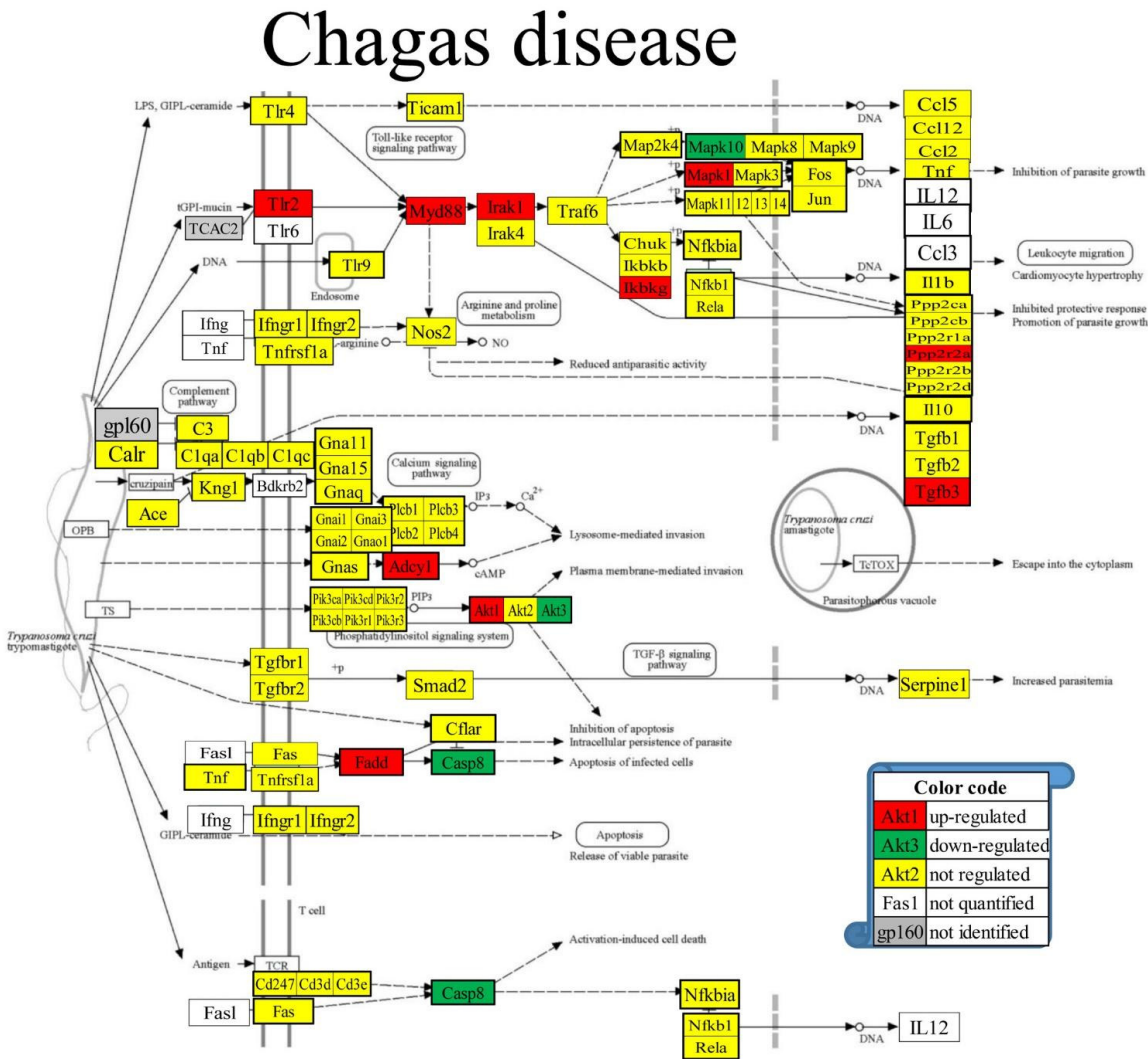 Chagas disease
LPS, GIPL-ceramide
Tlr4
Ticam1
DNA
Ccl5
Ccl12
Ccl2
Tnf
IL12
IL6
Ccl3
Il1b
Toll-like receptor
signaling pathway
+p
Map2k4
Mapk10 Mapk8 Mapk9
+p
Mapk1 Mapk3
+p
Mapk11 12 13 14
Fos
Jun
DNA
Inhibition of parasite growth
tGPI-mucin
TCAC2
Tlr2
Tlr6
Myd88
Irak1
Irak4
Traf6
Chuk
Ikbkb
Ikbkg
+p
Nfkbia
Nfkb1
Rela
DNA
Leukocyte migration
Cardiomyocyte hypertrophy
DNA
Tlr9
Endosome
Arginine and proline
metabolism
Ppp2ca
Ppp2cb
Ppp2r1a
Ppp2r2a
Ppp2r2b
Ppp2r2d
Inhibited protective response
Promotion of parasite growth
Ifng
Tnf
Ifngr1 Ifngr2
Tnfrsf1a
-arginine
Nos2
NO
Reduced antiparasitic activity
Complement
pathway
gpl60
Calr
C3
C1qa C1qb C1qc
DNA
Il10
Tgfb1
Tgfb2
Tgfb3
cruzipain
Kng1
Ace
Bdkrb2
Gna11
Gna15
Gnaq
Calcium signaling
pathway
OPB
Gnai1 Gnai3
Gnai2 Gnao1
Plcb1 Plcb3
Plcb2 Plcb4
IP3
Ca2+
Lysosome-mediated invasion
Gnas
Adcy1
cAMP
Plasma membrane-mediated invasion
Trypanosoma cruzi
amastigote
TcTOX
Escape into the cytoplasm
Parasitophorous vacuole
TS
Pik3ca Pik3cd Pik3r2
Pik3cb Pik3r1 Pik3r3
PIP3
Akt1 Akt2 Akt3
Phosphatidylinositol signaling system
Trypanosoma cruzi
trypomastigote
Tgfbr1
Tgfbr2
+p
Smad2
TGF-β signaling
pathway
DNA
Serpine1
Increased parasitemia
Cflar
Inhibition of apoptosis
Intracellular persistence of parasite
Fasl
Tnf
Fas
Tnfrsf1a
Fadd
Casp8
Apoptosis of infected cells
Ifng
Ifngr1 Ifngr2
GIPL-ceramide
Apoptosis
Release of viable parasite
Color code
Akt1 up-regulated
Akt3 down-regulated
Akt2 not regulated
Fas1 not quantified
gp160 not identified
T cell
Antigen
TCR
Cd247 Cd3d Cd3e
Fasl
Fas
Casp8
Activation-induced cell death
Nfkbia
Nfkb1
Rela
DNA
IL12